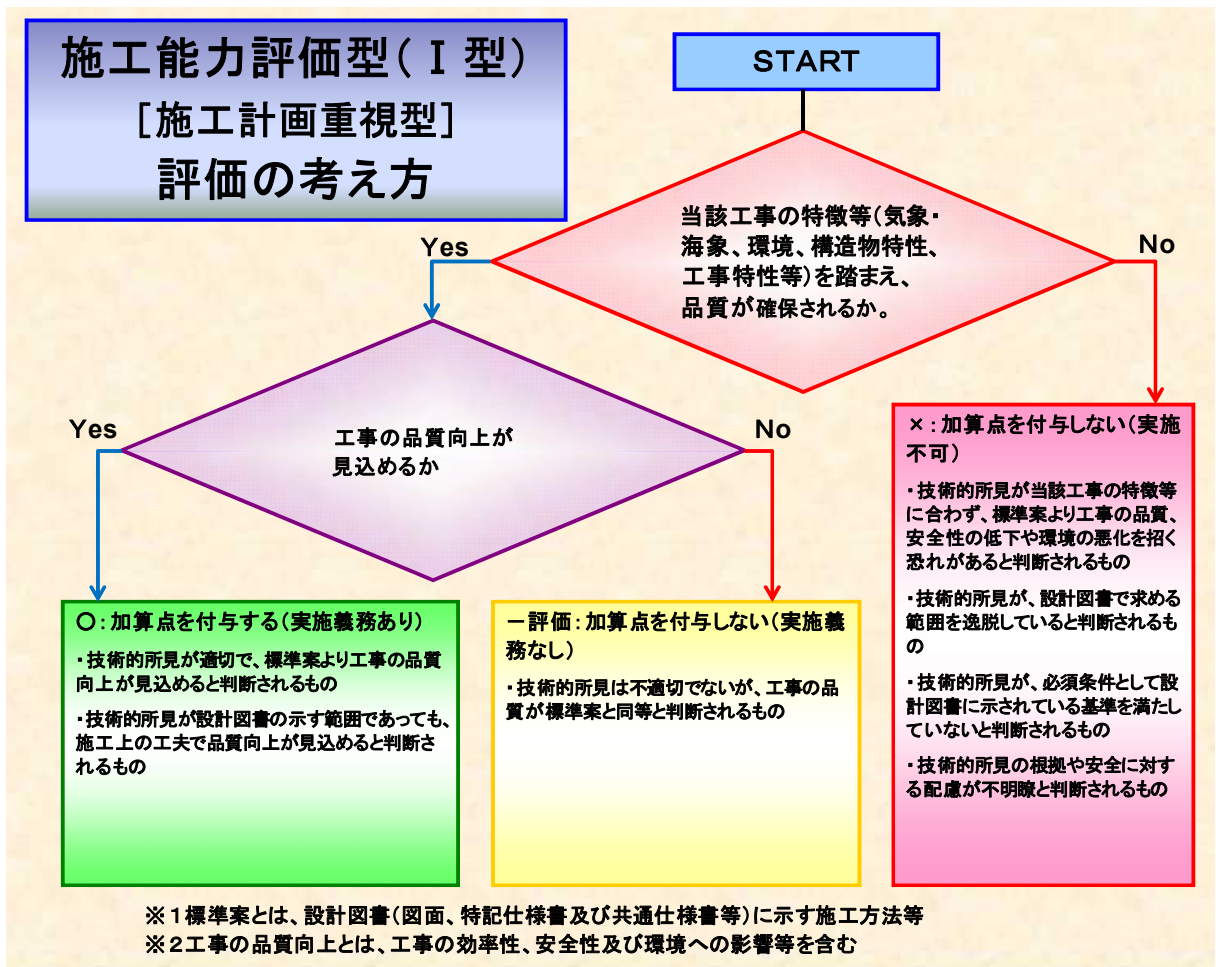 施工能力評価型(Ⅰ型)
[施工計画重視型]
評価の考え方
START
当該工事の特徴等(気象・
海象、環境、構造物特性、
工事特性等)を踏まえ、
品質が確保されるか。
Yes
No
工事の品質向上が
見込めるか
Yes
No
○:加算点を付与する(実施義務あり)
・技術的所見が適切で、標準案より工事の品質
向上が見込めると判断されるもの
・技術的所見が設計図書の示す範囲であっても、
施工上の工夫で品質向上が見込めると判断さ
れるもの
-評価:加算点を付与しない(実施義
務なし)
・技術的所見は不適切でないが、工事の品
質が標準案と同等と判断されるもの
×:加算点を付与しない(実施
不可)
・技術的所見が当該工事の特徴等
に合わず、標準案より工事の品質、
安全性の低下や環境の悪化を招く
恐れがあると判断されるもの
・技術的所見が、設計図書で求める
範囲を逸脱していると判断されるも
の
・技術的所見が、必須条件として設
計図書に示されている基準を満たし
ていないと判断されるもの
・技術的所見の根拠や安全に対す
る配慮が不明瞭と判断されるもの
※1標準案とは、設計図書(図面、特記仕様書及び共通仕様書等)に示す施工方法等
※2工事の品質向上とは、工事の効率性、安全性及び環境への影響等を含む